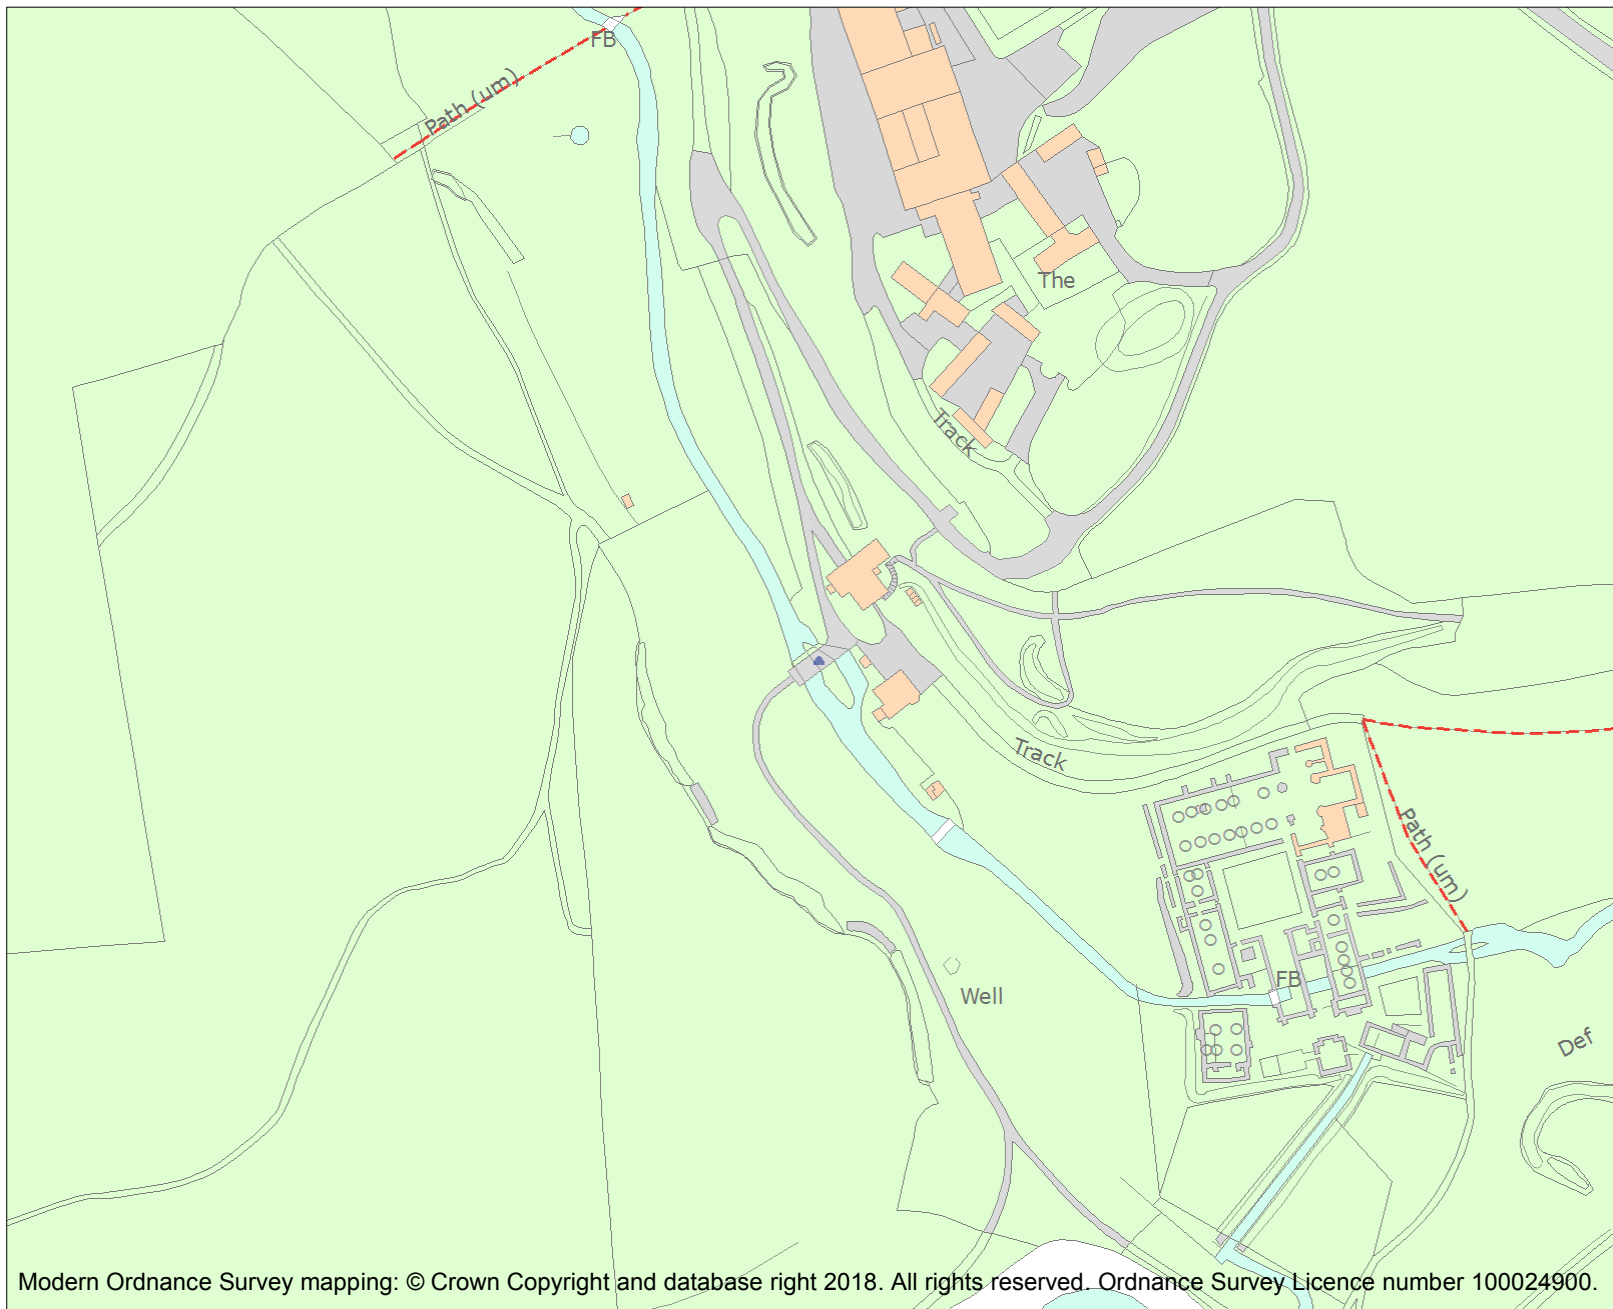 FB
Path (um)
The
Track
Track
Path (um)
FB
Well
Def
Modern Ordnance Survey mapping: © Crown Copyright and database right 2018. All rights reserved. Ordnance Survey Licence number 100024900.